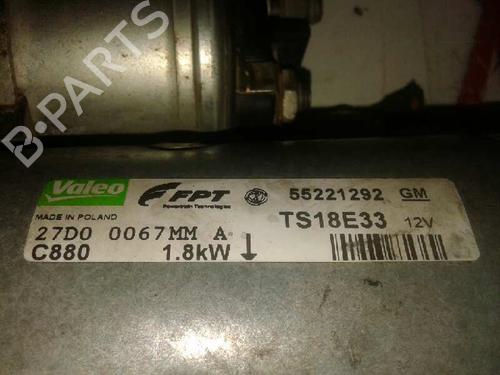 B-PARTS
Valeo FPT 55221292 GM
Powertrain Technologies
MADE IN POLAND TS18E33 12V
27D0 0067MM A
C880 1.8kW